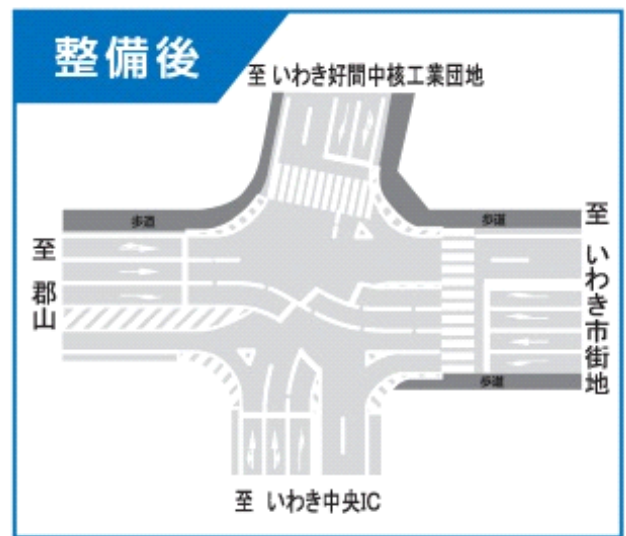 整備後
至 いわき好間中核工業団地
歩道
歩道
至 郡山
至 いわき市街地
歩道
至 いわき中央IC